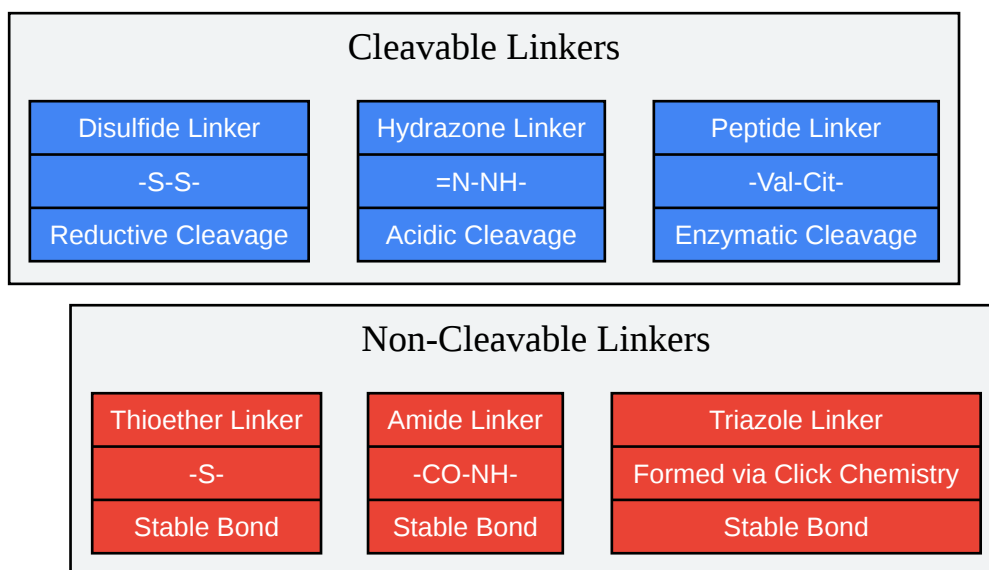 Cleavable Linkers
Disulfide Linker
-S-S-
Reductive Cleavage
Hydrazone Linker
=N-NH-
Acidic Cleavage
Peptide Linker
-Val-Cit-
Enzymatic Cleavage
Non-Cleavable Linkers
Thioether Linker
-S-
Stable Bond
Amide Linker
-CO-NH-
Stable Bond
Triazole Linker
Formed via Click Chemistry
Stable Bond